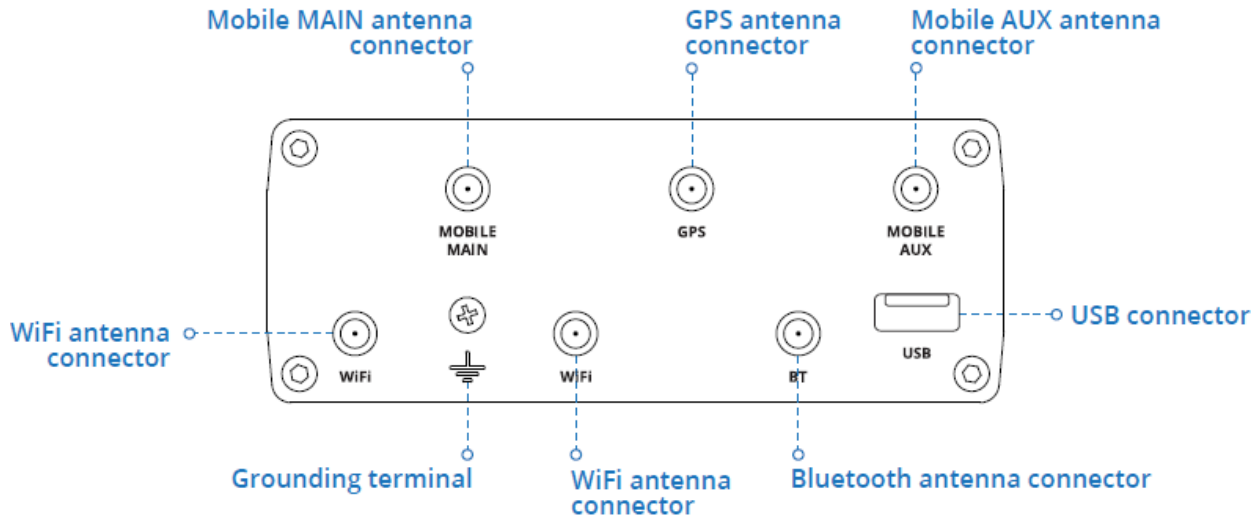 Mobile MAIN antenna
connector
GPS antenna
connector
Mobile AUX antenna
connector
MOBILE
MAIN
GPS
MOBILE
AUX
WiFi antenna
connector
USB connector
USB
WiFi
WiFi
BT
Grounding terminal
WiFi antenna
connector
Bluetooth antenna connector